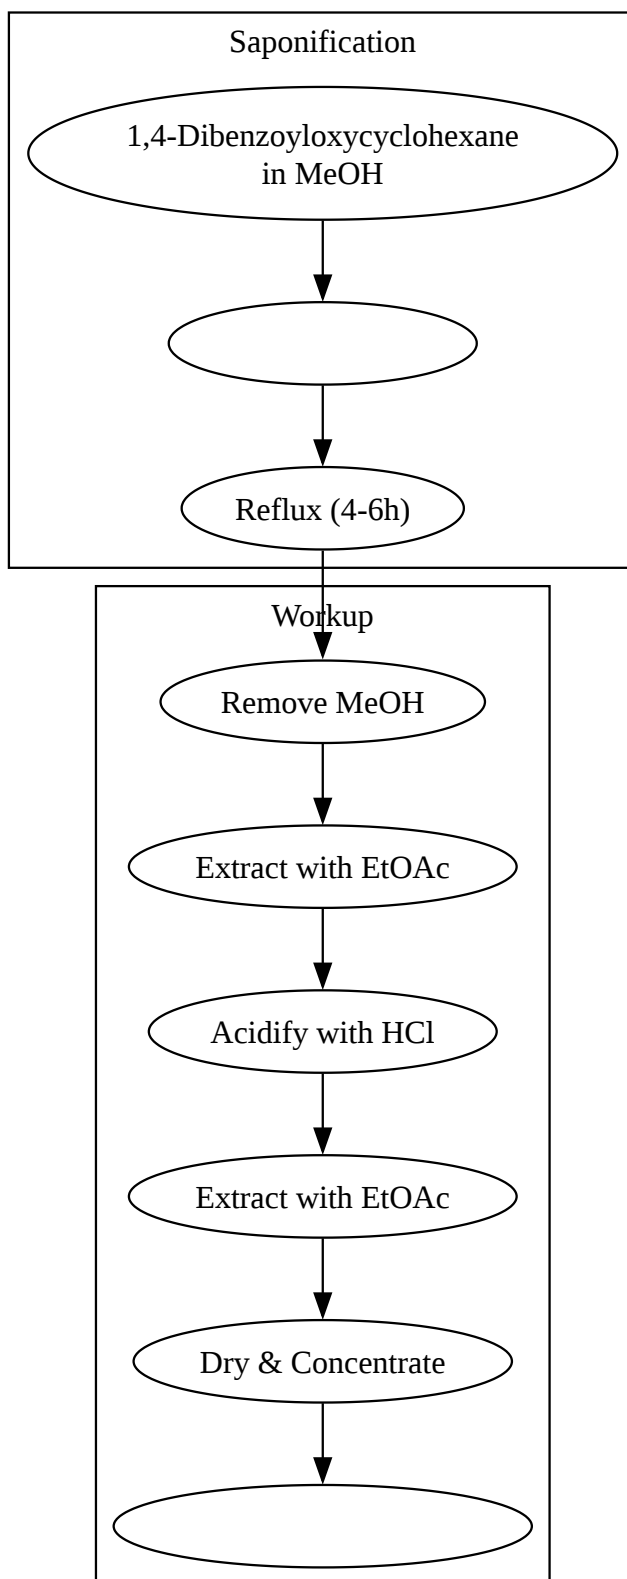 Saponification
1,4-Dibenzoyloxycyclohexane
in MeOH
Reflux (4-6h)
Workup
Remove MeOH
Extract with EtOAc
Acidify with HCl
Extract with EtOAc
Dry & Concentrate